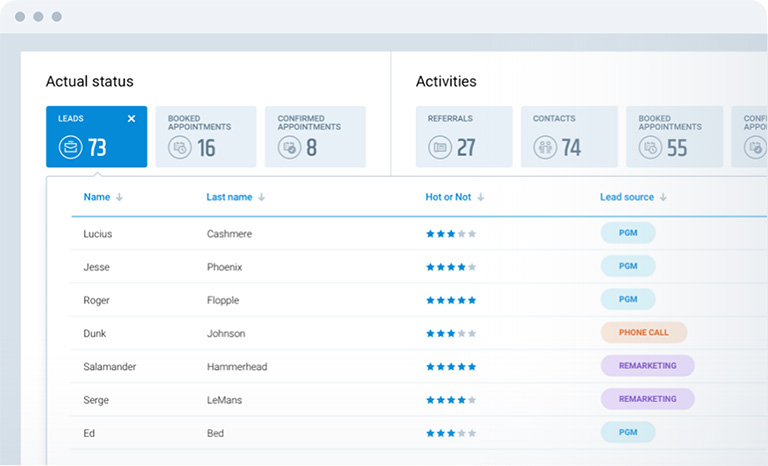 Actual status
Activities
LEADS
73
BOOKED
APPOINTMENTS
16
CONFIRMED
APPOINTMENTS
8
REFERRALS
27
CONTACTS
74
BOOKED
APPOINTMENTS
55
Name Last name Hot or Not Lead source
Lucius Cashmere PGM
Jesse Phoenix PGM
Roger Flopple PGM
Dunk Johnson PHONE CALL
Salamander Hammerhead REMARKETING
Serge LeMans REMARKETING
Ed Bed PGM